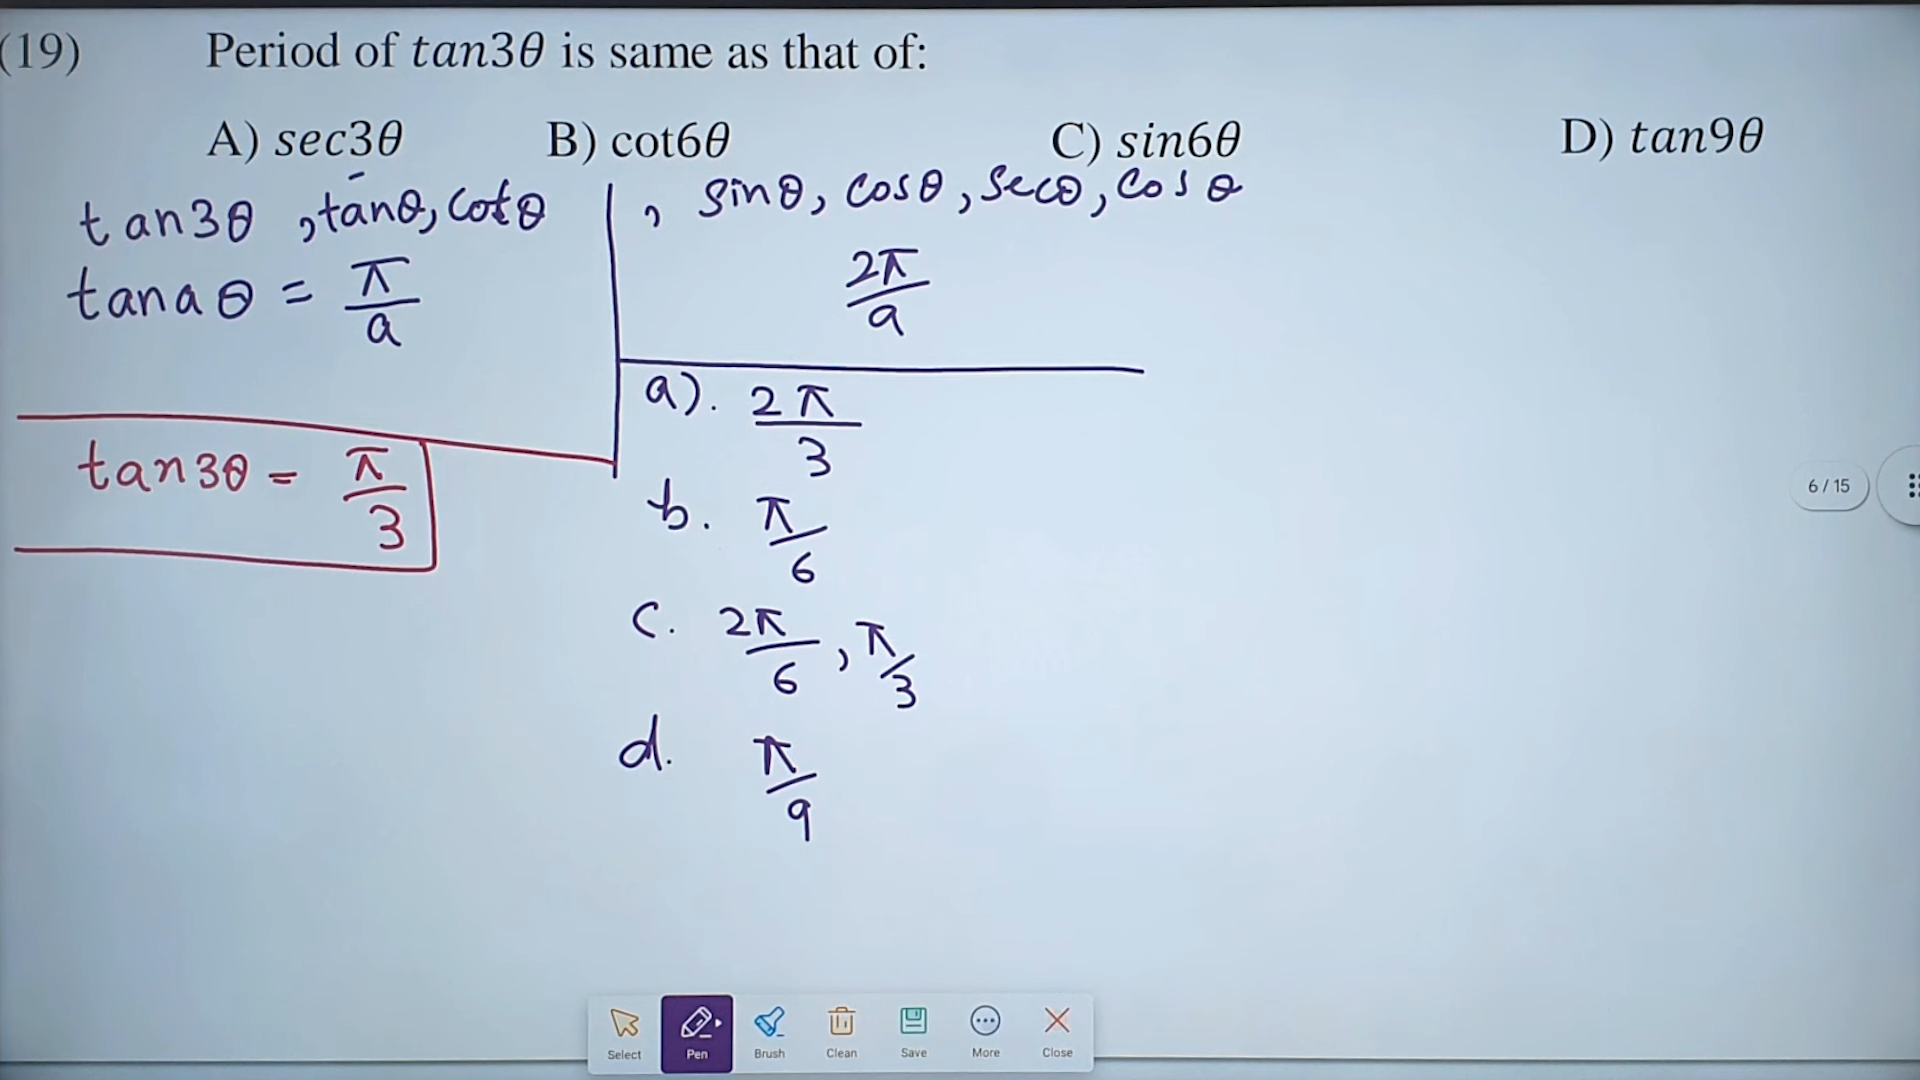 (19) Period of tan3θ is same as that of:
A) sec3θ B) cot6θ C) sin6θ D) tan9θ
tan3θ , tanθ, cotθ , sinθ, cosθ, secθ, cosθ
tanaθ = π/a 2π/a
a). 2π/3
tan3θ = π/3
b. π/6
c. 2π/6 , π/3
d. π/9
6 / 15
Select Pen Brush Clean Save More Close